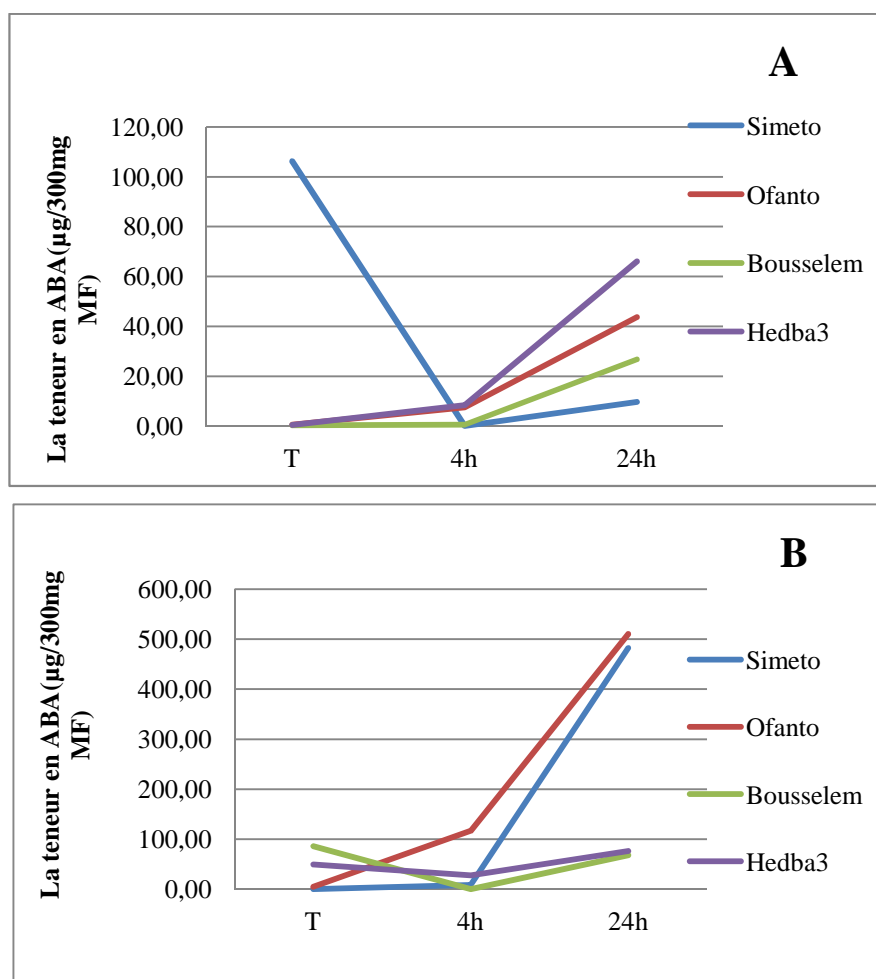 A
La teneur en ABA(µg/300mg
MF)
120,00
100,00
80,00
60,00
40,00
20,00
0,00
T
4h
24h
Simeto
Ofanto
Bousselem
Hedba3
B
La teneur en ABA(µg/300mg
MF)
600,00
500,00
400,00
300,00
200,00
100,00
0,00
T
4h
24h
Simeto
Ofanto
Bousselem
Hedba3